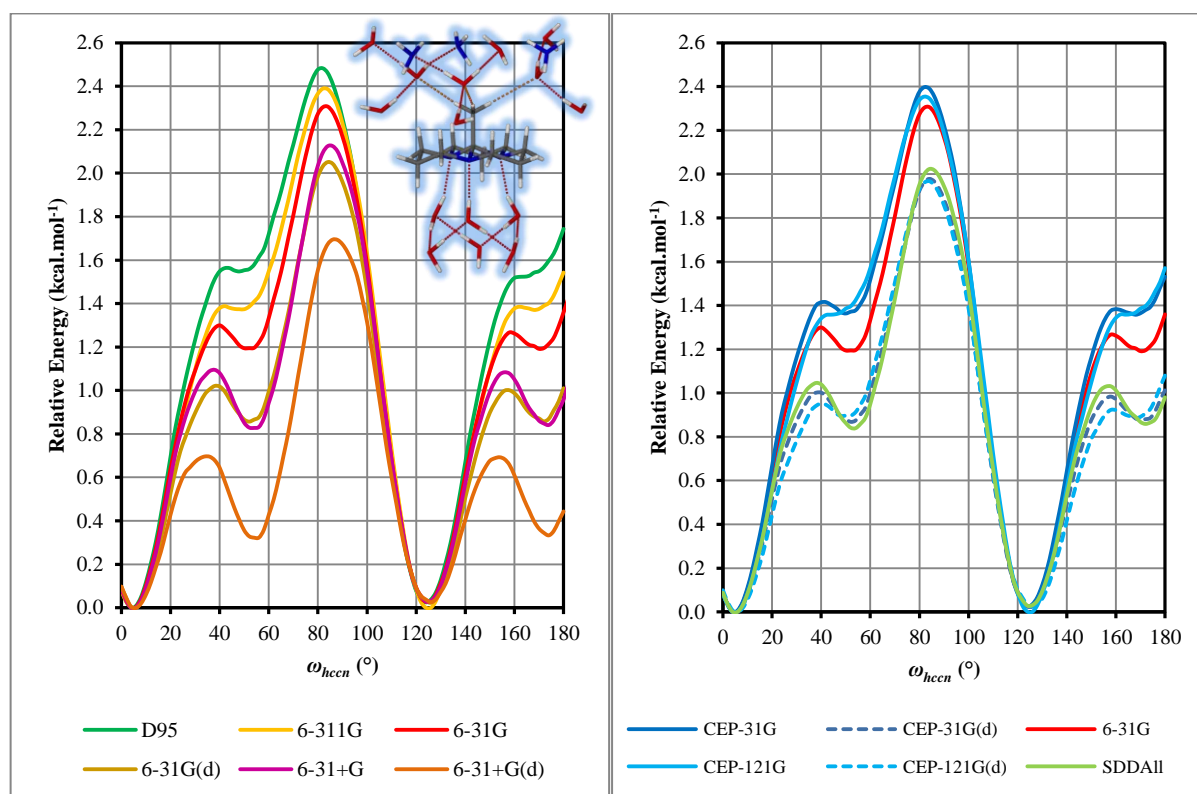 Relative Energy (kcal.mol⁻¹)
2.6
2.4
2.2
2.0
1.8
1.6
1.4
1.2
1.0
0.8
0.6
0.4
0.2
0.0
0 20 40 60 80 100 120 140 160 180
ω_hccn (°)
D95 6-311G 6-31G
6-31G(d) 6-31+G 6-31+G(d)
Relative Energy (kcal.mol⁻¹)
2.6
2.4
2.2
2.0
1.8
1.6
1.4
1.2
1.0
0.8
0.6
0.4
0.2
0.0
0 20 40 60 80 100 120 140 160 180
ω_hccn (°)
CEP-31G CEP-31G(d) 6-31G
CEP-121G CEP-121G(d) SDDAll